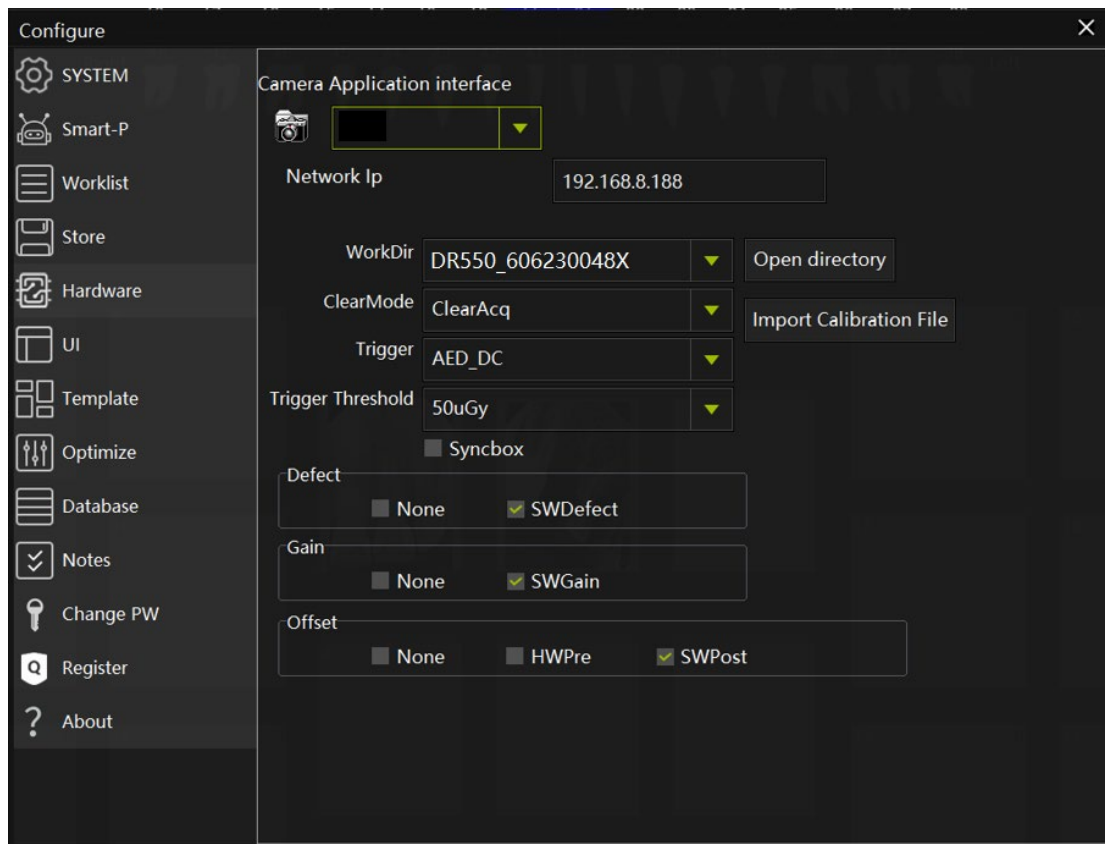 Configure
SYSTEM
Smart-P
Worklist
Store
Hardware
UI
Template
Optimize
Database
Notes
Change PW
Register
About
Camera Application interface
Network Ip 192.168.8.188
WorkDir DR550_606230048X Open directory
ClearMode ClearAcq Import Calibration File
Trigger AED_DC
Trigger Threshold 50uGy
Syncbox
Defect
None SWDefect
Gain
None SWGain
Offset
None HWPre SWPost